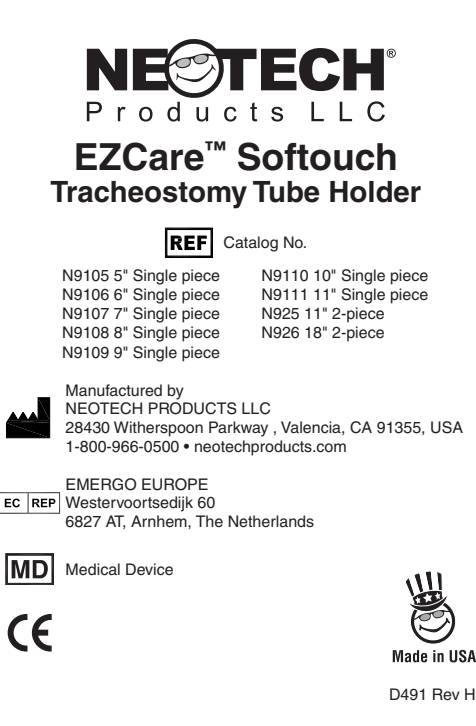 NEOTECH®
Products LLC
EZCare™ Softouch
Tracheostomy Tube Holder
REF Catalog No.
N9105 5" Single piece
N9106 6" Single piece
N9107 7" Single piece
N9108 8" Single piece
N9109 9" Single piece
N9110 10" Single piece
N9111 11" Single piece
N925 11" 2-piece
N926 18" 2-piece
Manufactured by
NEOTECH PRODUCTS LLC
28430 Witherspoon Parkway , Valencia, CA 91355, USA
1-800-966-0500 • neotechproducts.com
EMERGO EUROPE
EC REP Westervoortsedijk 60
6827 AT, Arnhem, The Netherlands
MD Medical Device
CE
Made in USA
D491 Rev H